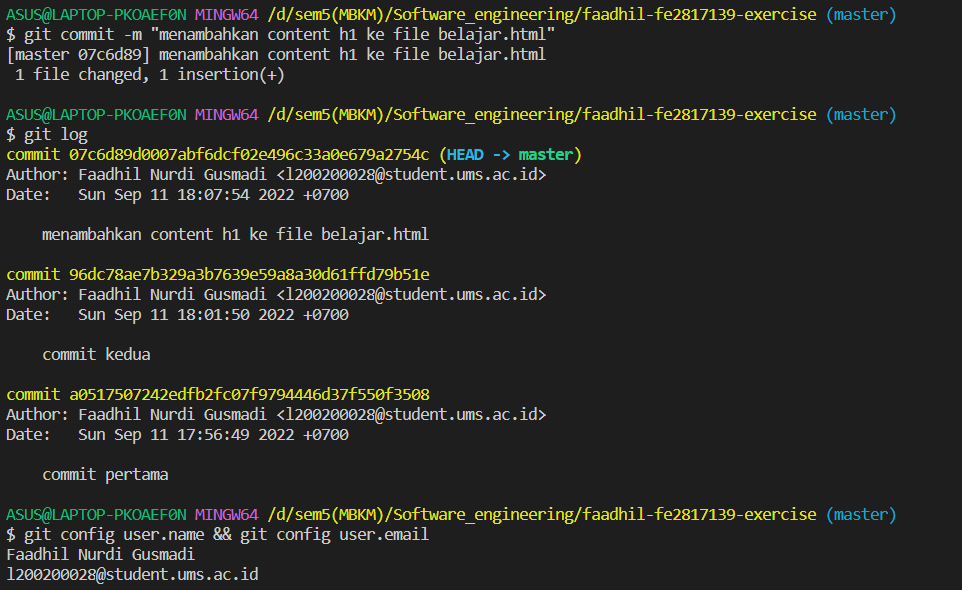 ASUS@LAPTOP-PKOAEF0N MINGW64 /d/sem5(MBKM)/Software_engineering/faadhil-fe2817139-exercise (master)
$ git commit -m "menambahkan content h1 ke file belajar.html"
[master 07c6d89] menambahkan content h1 ke file belajar.html
 1 file changed, 1 insertion(+)
ASUS@LAPTOP-PKOAEF0N MINGW64 /d/sem5(MBKM)/Software_engineering/faadhil-fe2817139-exercise (master)
$ git log
commit 07c6d89d0007abf6dcf02e496c33a0e679a2754c (HEAD -> master)
Author: Faadhil Nurdi Gusmadi <l200200028@student.ums.ac.id>
Date:   Sun Sep 11 18:07:54 2022 +0700
    menambahkan content h1 ke file belajar.html
commit 96dc78ae7b329a3b7639e59a8a30d61ffd79b51e
Author: Faadhil Nurdi Gusmadi <l200200028@student.ums.ac.id>
Date:   Sun Sep 11 18:01:50 2022 +0700
    commit kedua
commit a0517507242edfb2fc07f9794446d37f550f3508
Author: Faadhil Nurdi Gusmadi <l200200028@student.ums.ac.id>
Date:   Sun Sep 11 17:56:49 2022 +0700
    commit pertama
ASUS@LAPTOP-PKOAEF0N MINGW64 /d/sem5(MBKM)/Software_engineering/faadhil-fe2817139-exercise (master)
$ git config user.name && git config user.email
Faadhil Nurdi Gusmadi
l200200028@student.ums.ac.id